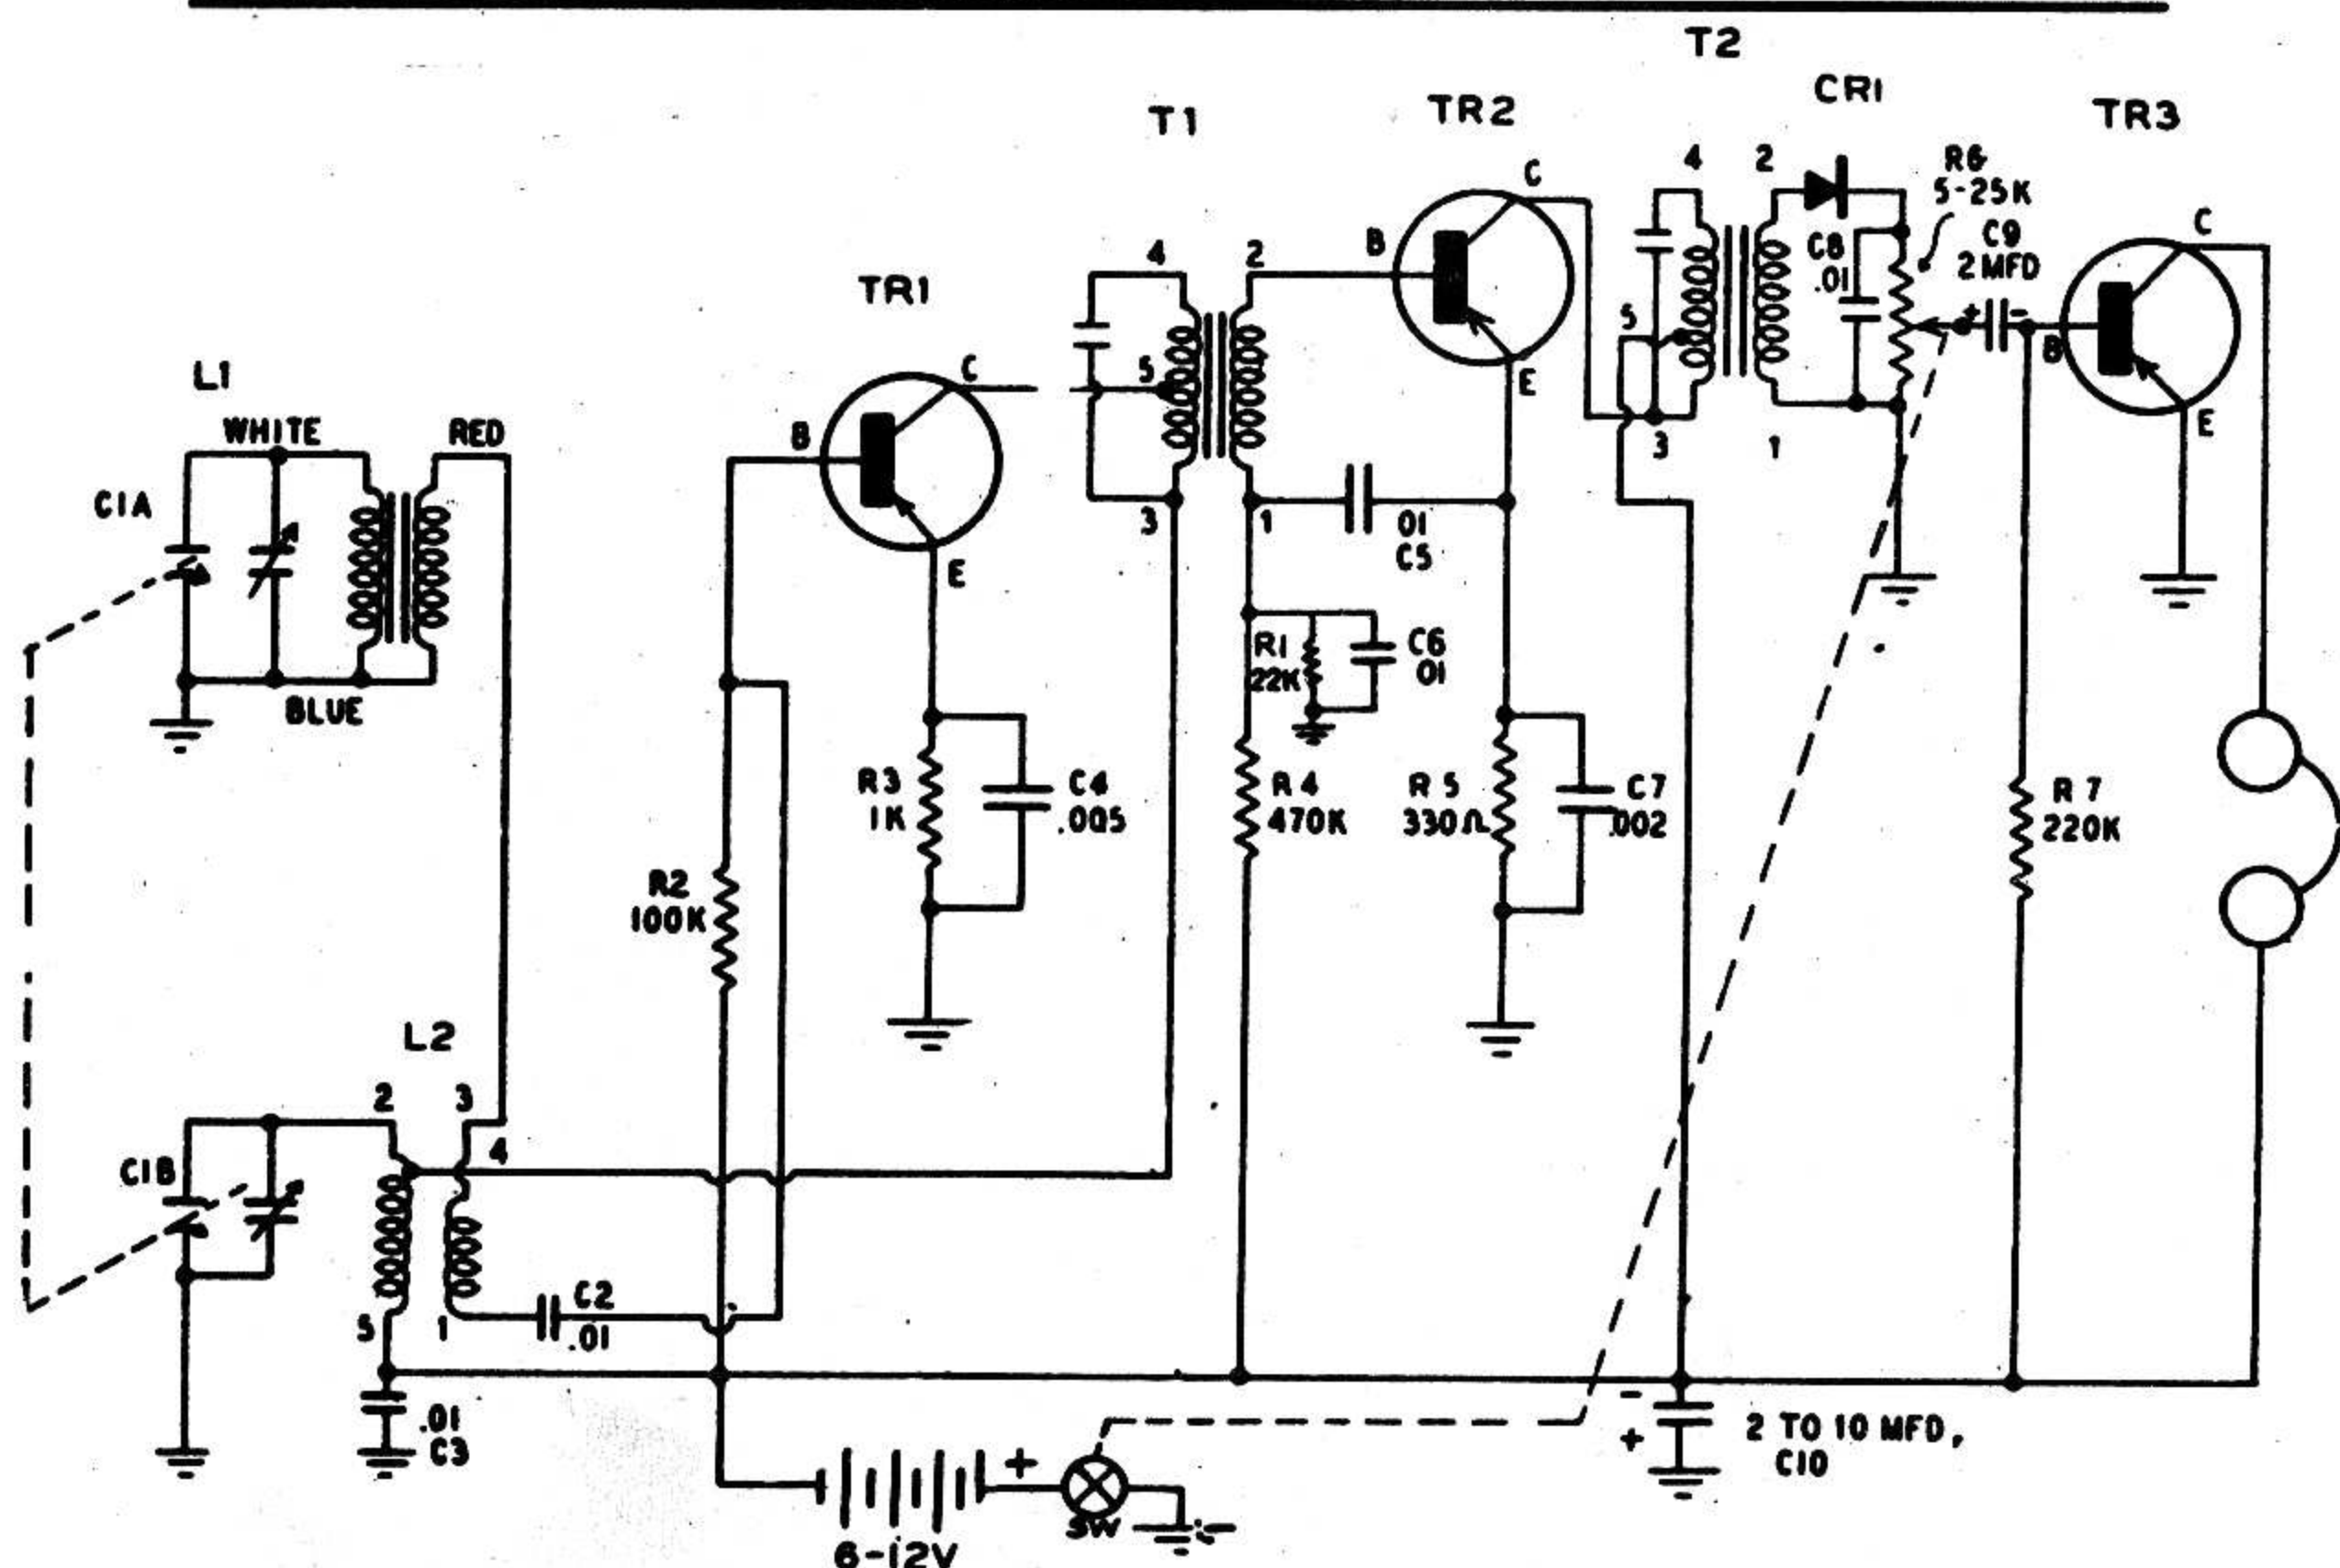 T2
CR1
T1
TR2
TR3
4
2
C
R6
5-25K
C9
2MFD
C8
.01
+
-
C
B
E
B
E
5
3
1
TR1
4
2
5
3
1
C
B
E
01
C5
L1
WHITE
RED
C1A
BLUE
R1
22K
C6
01
R3
1K
C4
.005
R4
470K
R5
330Ω
C7
.002
R7
220K
R2
100K
L2
2
3
4
C1B
5
1
C2
.01
.01
C3
-
+
2 TO 10 MFD,
C10
+
SW
6-12V